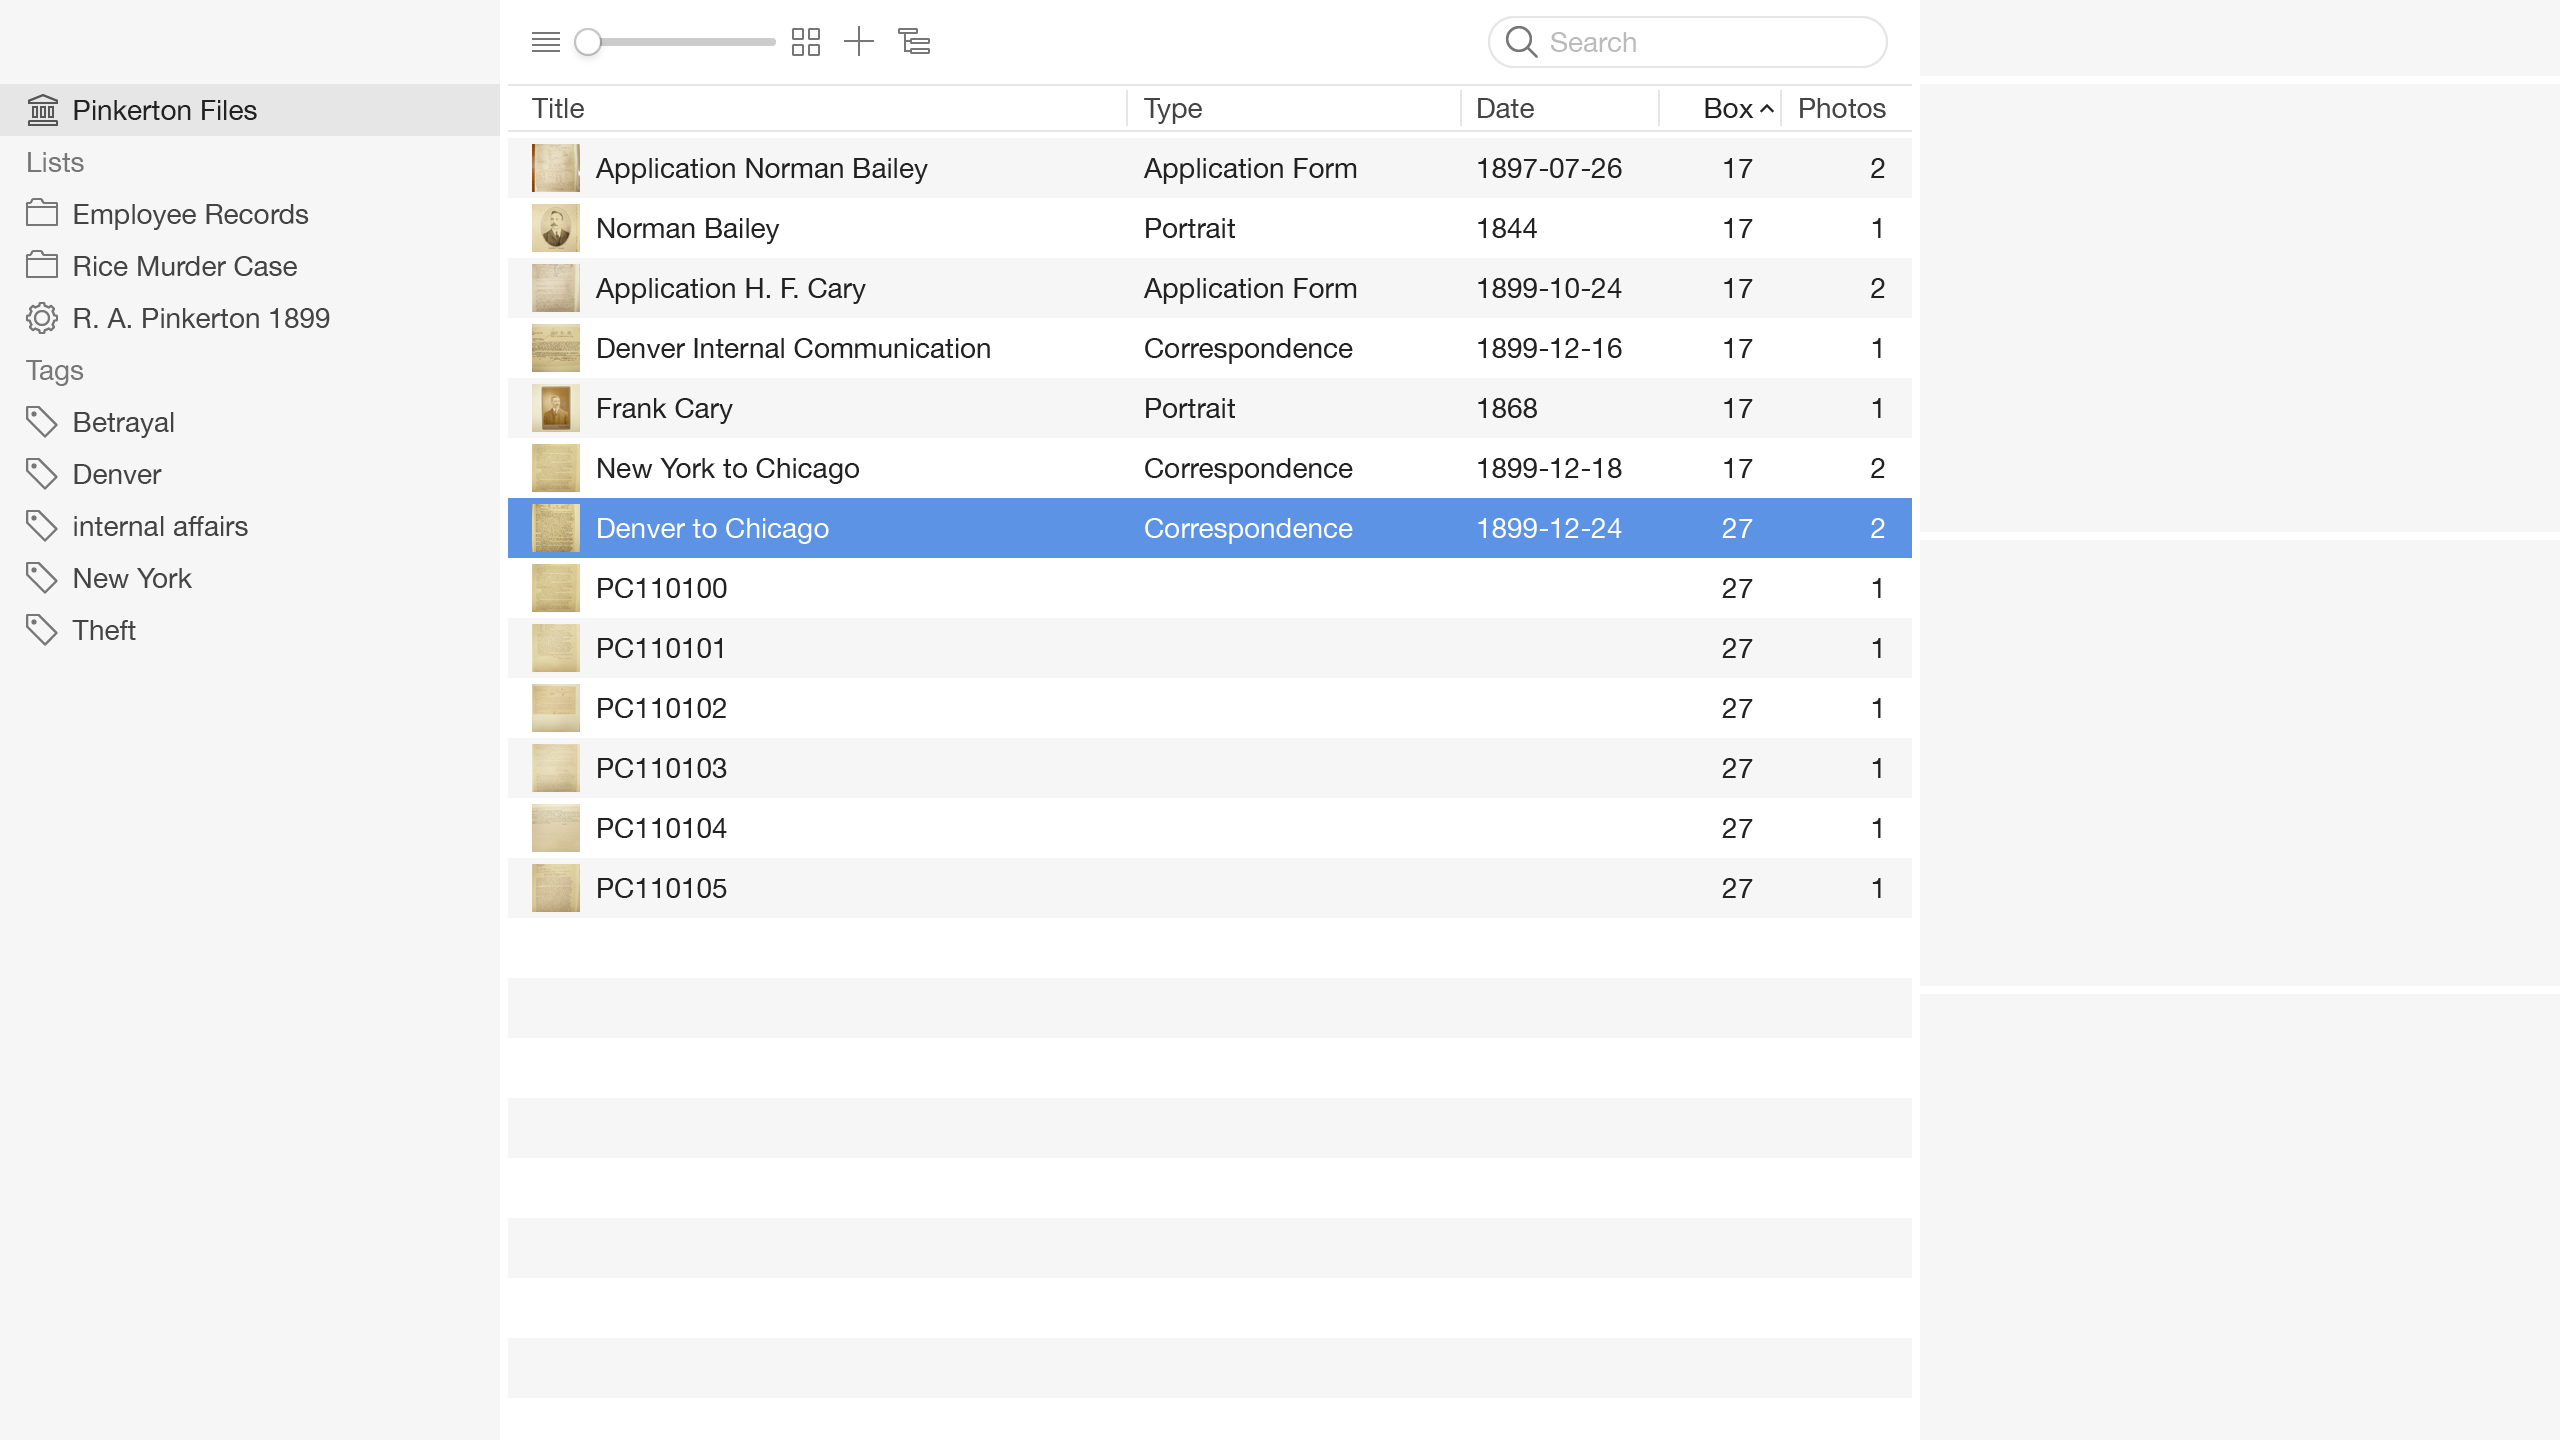 Search
Pinkerton Files
Lists
Employee Records
Rice Murder Case
R. A. Pinkerton 1899
Tags
Betrayal
Denver
internal affairs
New York
Theft
Title Type Date Box Photos
Application Norman Bailey Application Form 1897-07-26 17 2
Norman Bailey Portrait 1844 17 1
Application H. F. Cary Application Form 1899-10-24 17 2
Denver Internal Communication Correspondence 1899-12-16 17 1
Frank Cary Portrait 1868 17 1
New York to Chicago Correspondence 1899-12-18 17 2
Denver to Chicago Correspondence 1899-12-24 27 2
PC110100 27 1
PC110101 27 1
PC110102 27 1
PC110103 27 1
PC110104 27 1
PC110105 27 1